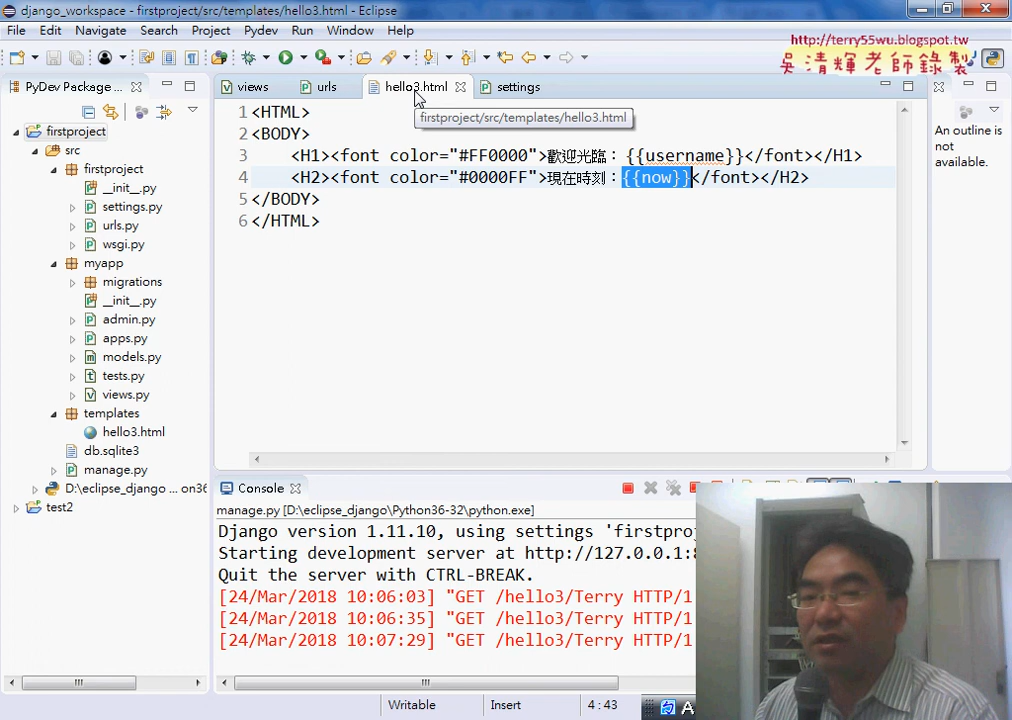 django_workspace - firstproject/src/templates/hello3.html - Eclipse
File Edit Navigate Search Project Pydev Run Window Help
http://terry55wu.blogspot.tw
吳清輝老師錄製
PyDev Package ...
views
urls
hello3.html
settings
firstproject/src/templates/hello3.html
1 <HTML>
2 <BODY>
3 <H1><font color="#FF0000">歡迎光臨：{{username}}</font></H1>
4 <H2><font color="#0000FF">現在時刻：{{now}}</font></H2>
5 </BODY>
6 </HTML>
An outline is
not
available.
firstproject
src
firstproject
__init__.py
settings.py
urls.py
wsgi.py
myapp
migrations
__init__.py
admin.py
apps.py
models.py
tests.py
views.py
templates
hello3.html
db.sqlite3
manage.py
D:\eclipse_django ... on36
test2
Console
manage.py [D:\eclipse_django\Python36-32\python.exe]
Django version 1.11.10, using settings 'firstproj
Starting development server at http://127.0.0.1:8
Quit the server with CTRL-BREAK.
[24/Mar/2018 10:06:03] "GET /hello3/Terry HTTP/1
[24/Mar/2018 10:06:35] "GET /hello3/Terry HTTP/1
[24/Mar/2018 10:07:29] "GET /hello3/Terry HTTP/1
Writable
Insert
4 : 43
A